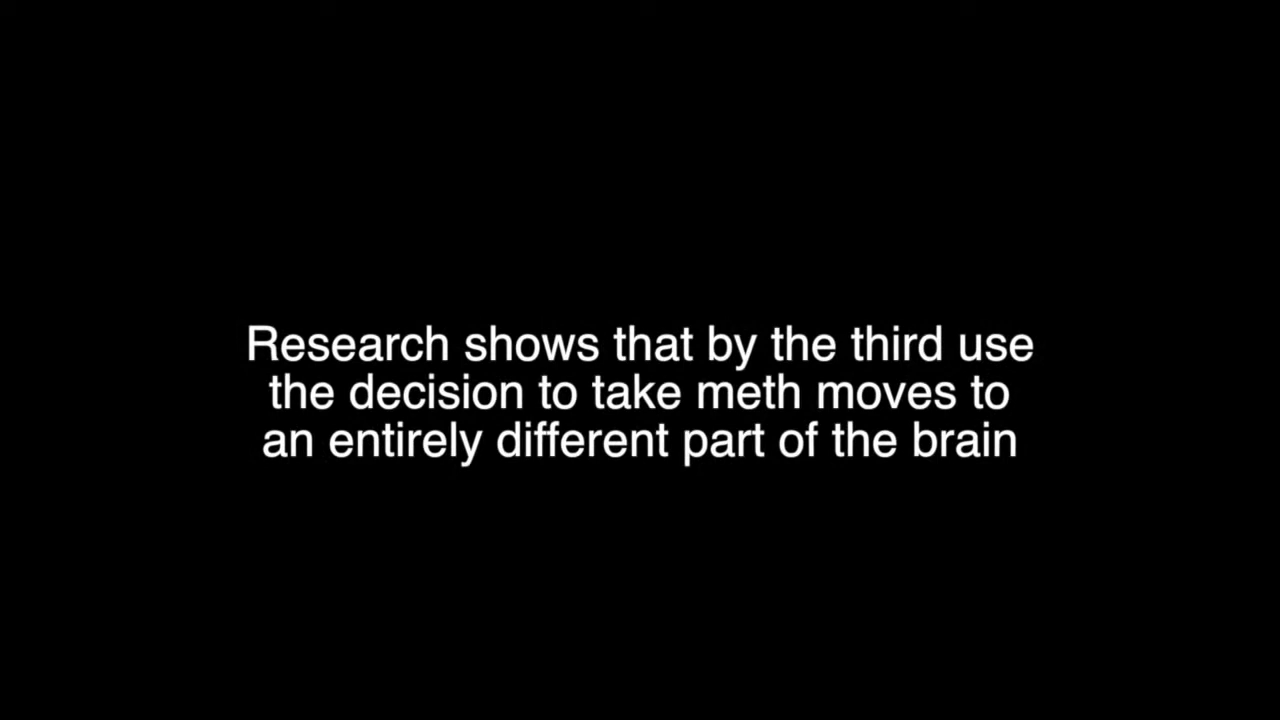 Research shows that by the third use
the decision to take meth moves to
an entirely different part of the brain